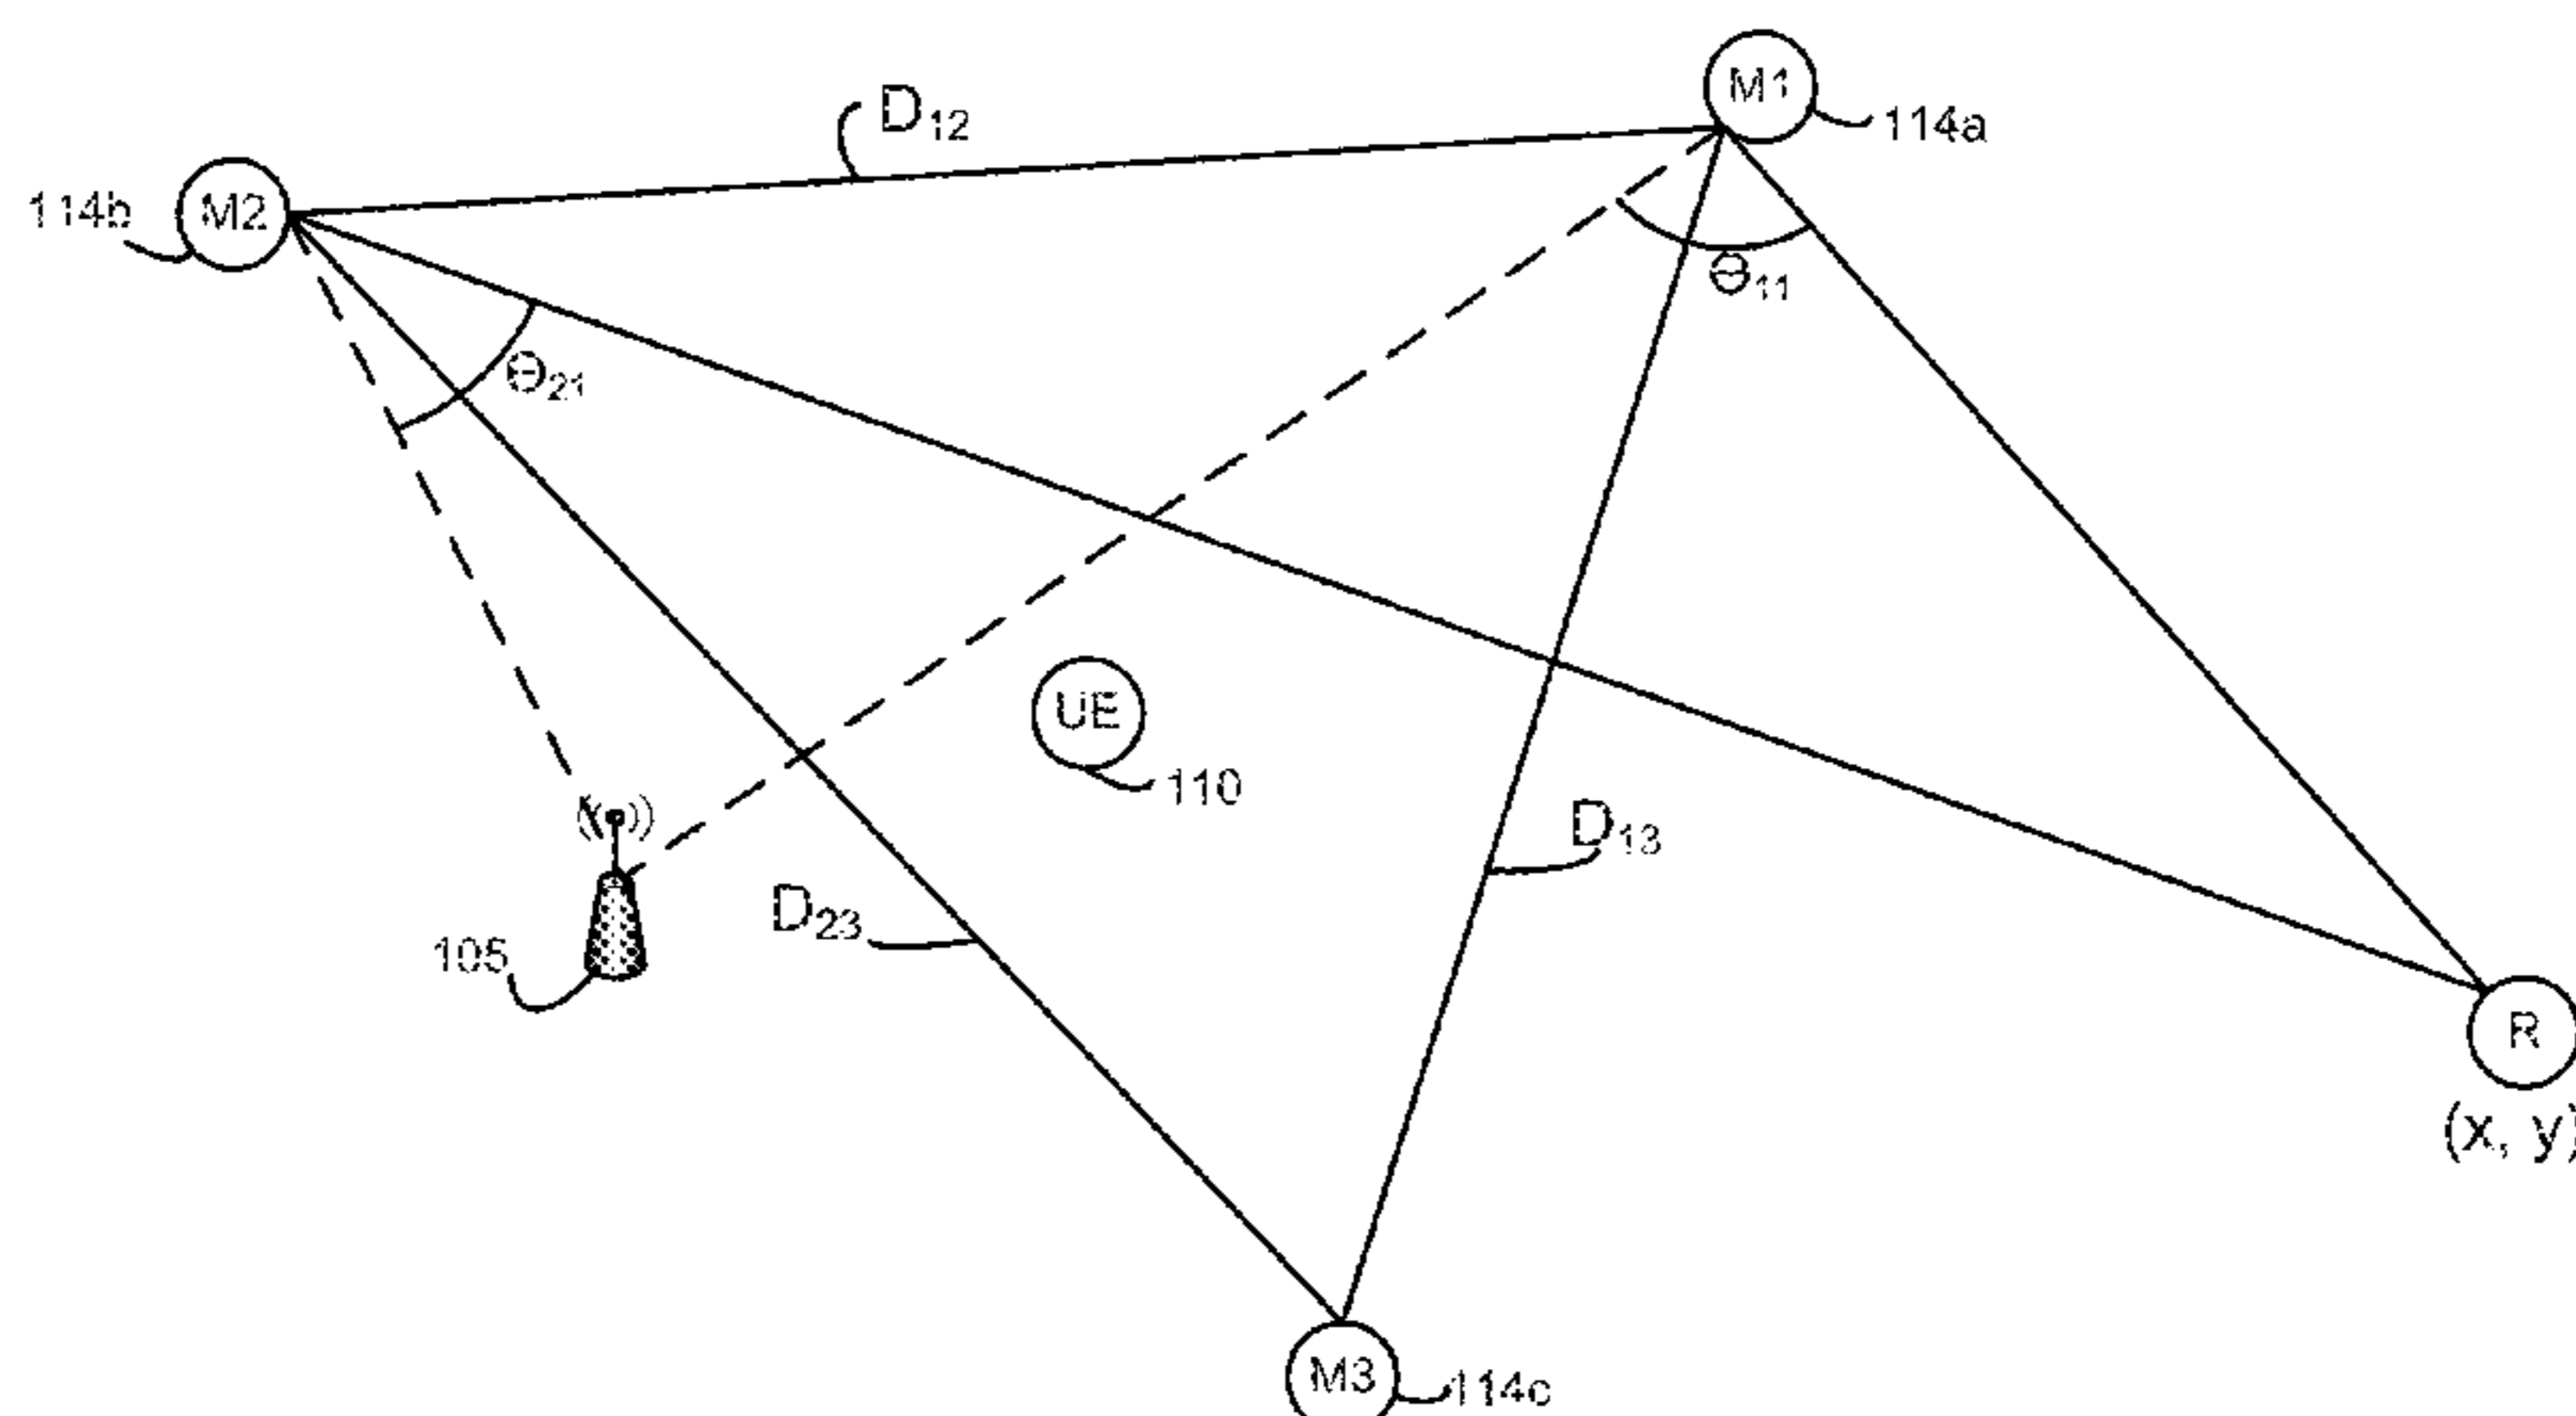 M1
D12
114a
M2
114b
Θ11
Θ21
UE
110
D13
D23
105
R
(x, y)
M3
114c